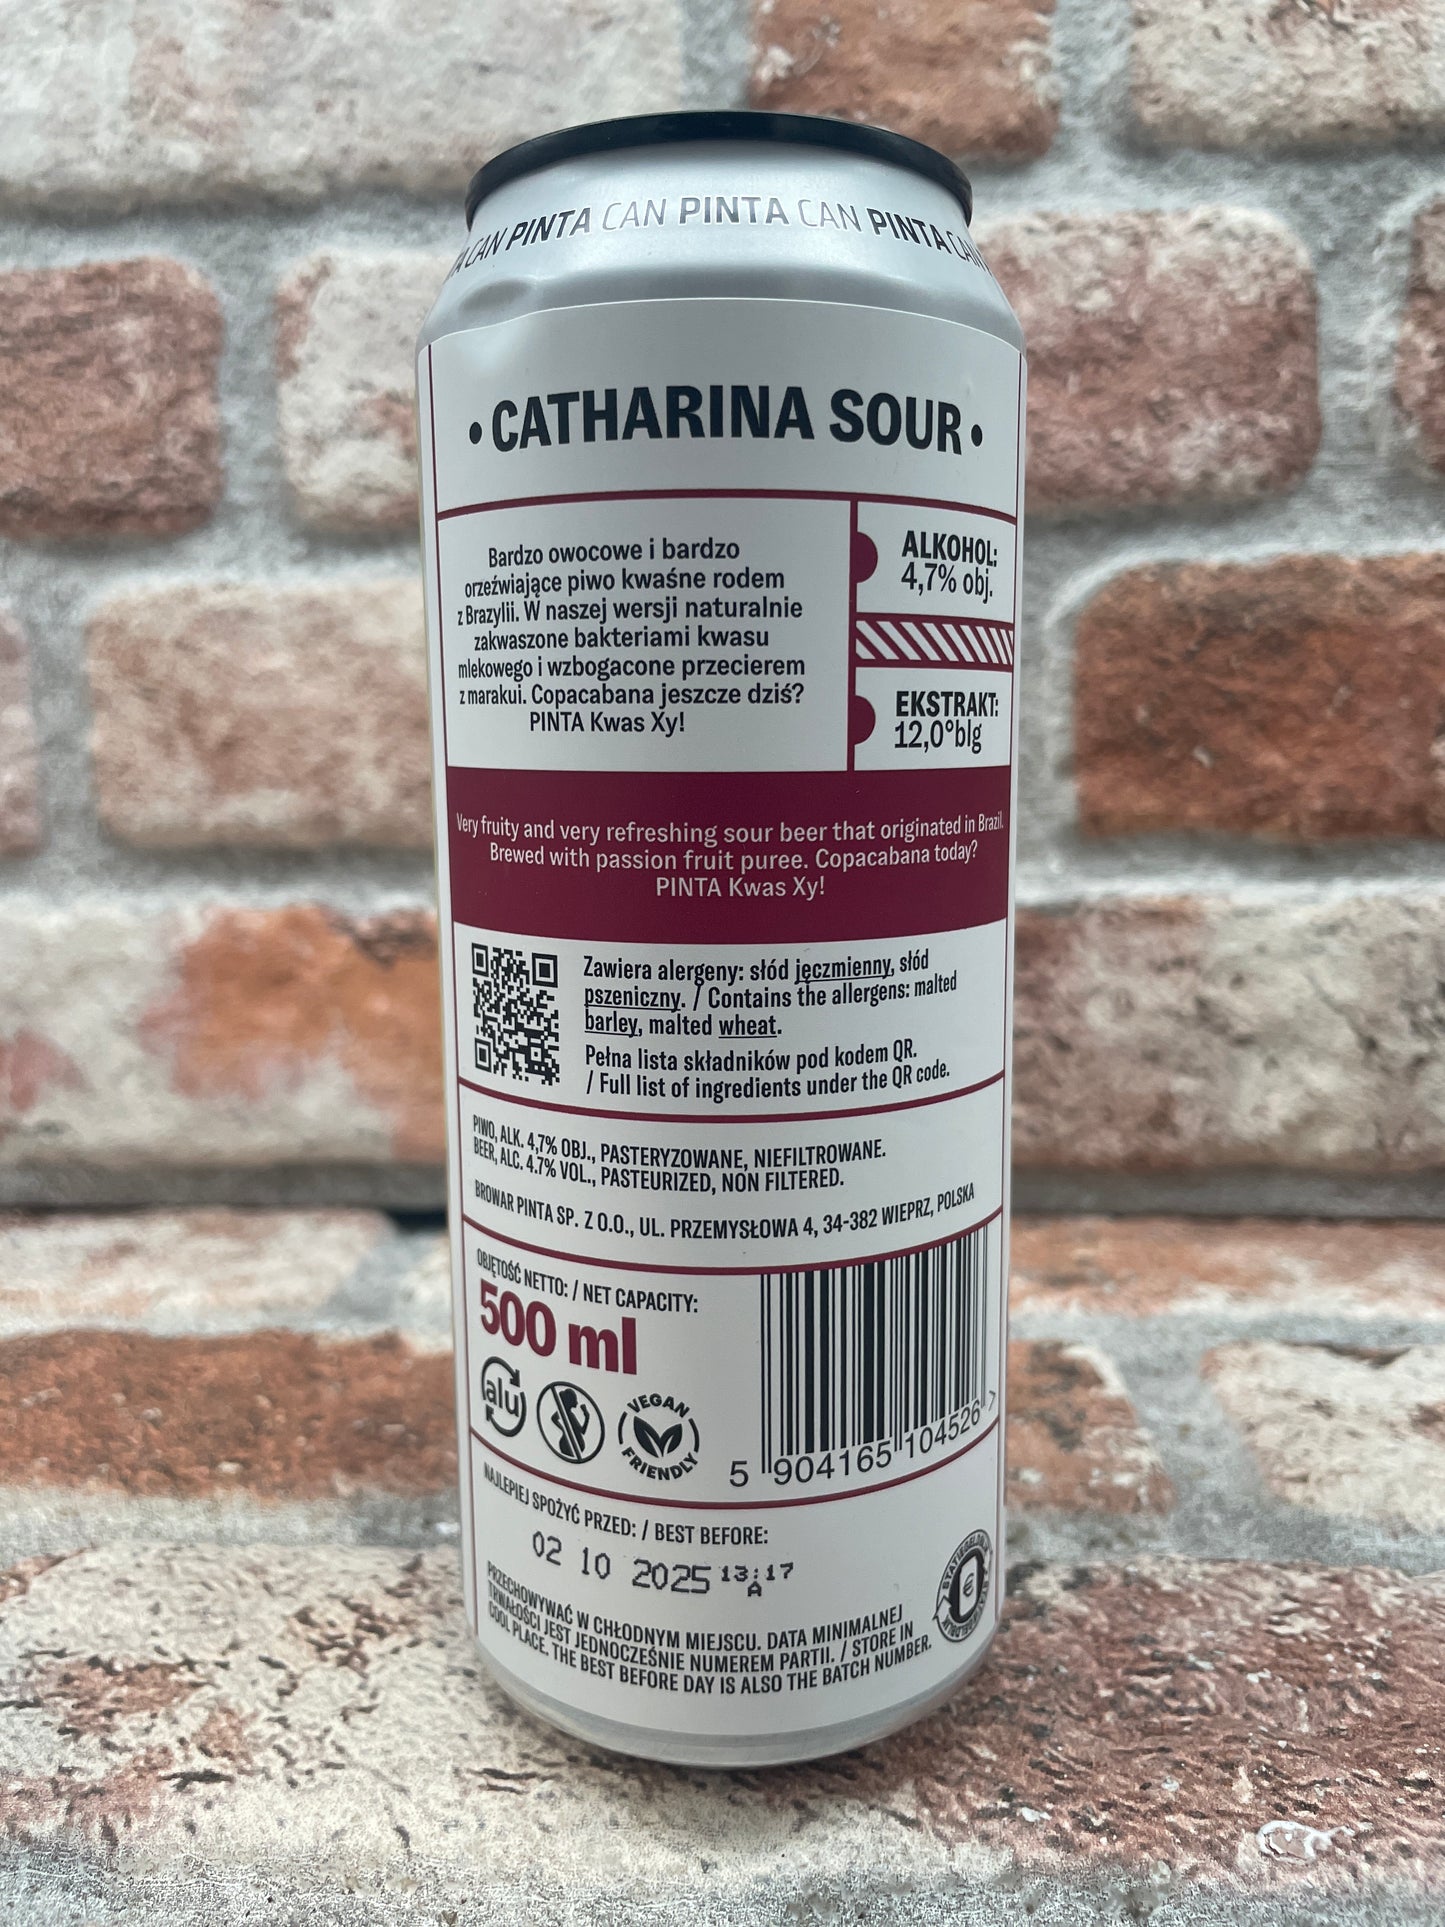 CAN PINTA CAN PINTA CAN PINTA CAN
• CATHARINA SOUR •
Bardzo owocowe i bardzo
orzeźwiające piwo kwaśne rodem
z Brazylii. W naszej wersji naturalnie
zakwaszone bakteriami kwasu
mlekowego i wzbogacone przecierem
z marakui. Copacabana jeszcze dziś?
PINTA Kwas Xy!
ALKOHOL:
4,7% obj.
EKSTRAKT:
12,0°blg
Very fruity and very refreshing sour beer that originated in Brazil.
Brewed with passion fruit puree. Copacabana today?
PINTA Kwas Xy!
Zawiera alergeny: słód jęczmienny, słód
pszeniczny. / Contains the allergens: malted
barley, malted wheat.
Pełna lista składników pod kodem QR.
/ Full list of ingredients under the QR code.
PIWO, ALK. 4,7% OBJ., PASTERYZOWANE, NIEFILTROWANE.
BEER, ALC. 4.7% VOL., PASTEURIZED, NON FILTERED.
BROWAR PINTA SP. Z O.O., UL. PRZEMYSŁOWA 4, 34-382 WIEPRZ, POLSKA
OBJĘTOŚĆ NETTO: / NET CAPACITY:
500 ml
alu
VEGAN
FRIENDLY
5 904165 104526 >
NAJLEPIEJ SPOŻYĆ PRZED: / BEST BEFORE:
02 10 2025 13:17
A
PRZECHOWYWAĆ W CHŁODNYM MIEJSCU. DATA MINIMALNEJ
TRWAŁOŚCI JEST JEDNOCZEŚNIE NUMEREM PARTII. / STORE IN
COOL PLACE. THE BEST BEFORE DAY IS ALSO THE BATCH NUMBER.
STATIEGELD.NL
€